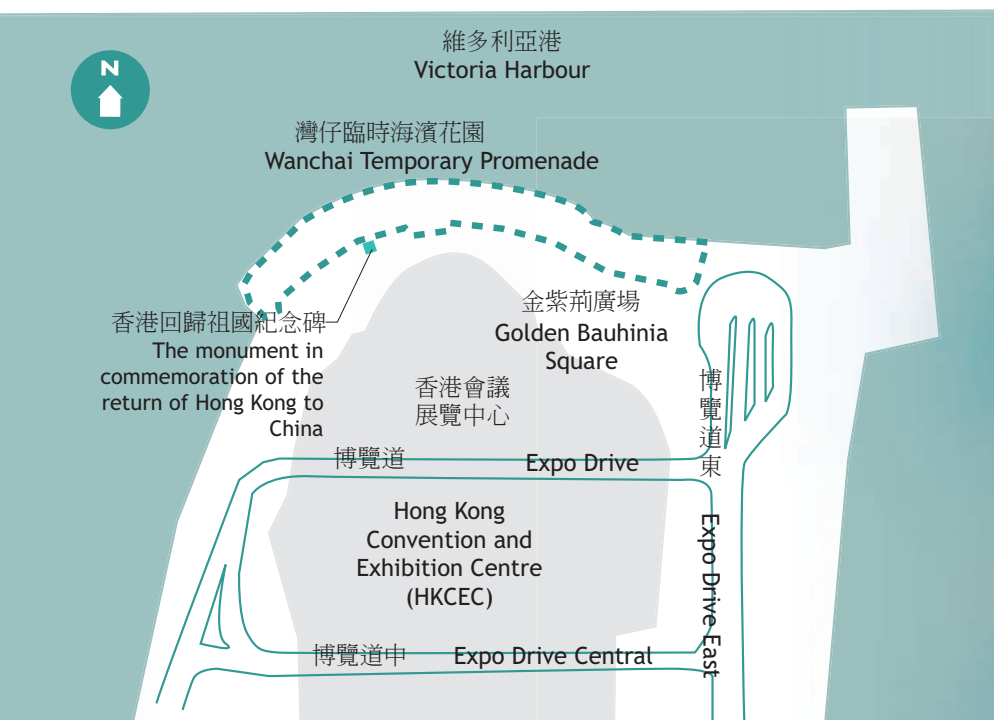 維多利亞港
Victoria Harbour
N
灣仔臨時海濱花園
Wanchai Temporary Promenade
金紫荊廣場
Golden Bauhinia
Square
香港回歸祖國紀念碑
The monument in
commemoration of the
return of Hong Kong to
China
香港會議
展覽中心
博覽道東
博覽道
Expo Drive
Hong Kong
Convention and
Exhibition Centre
(HKCEC)
Expo Drive East
博覽道中
Expo Drive Central